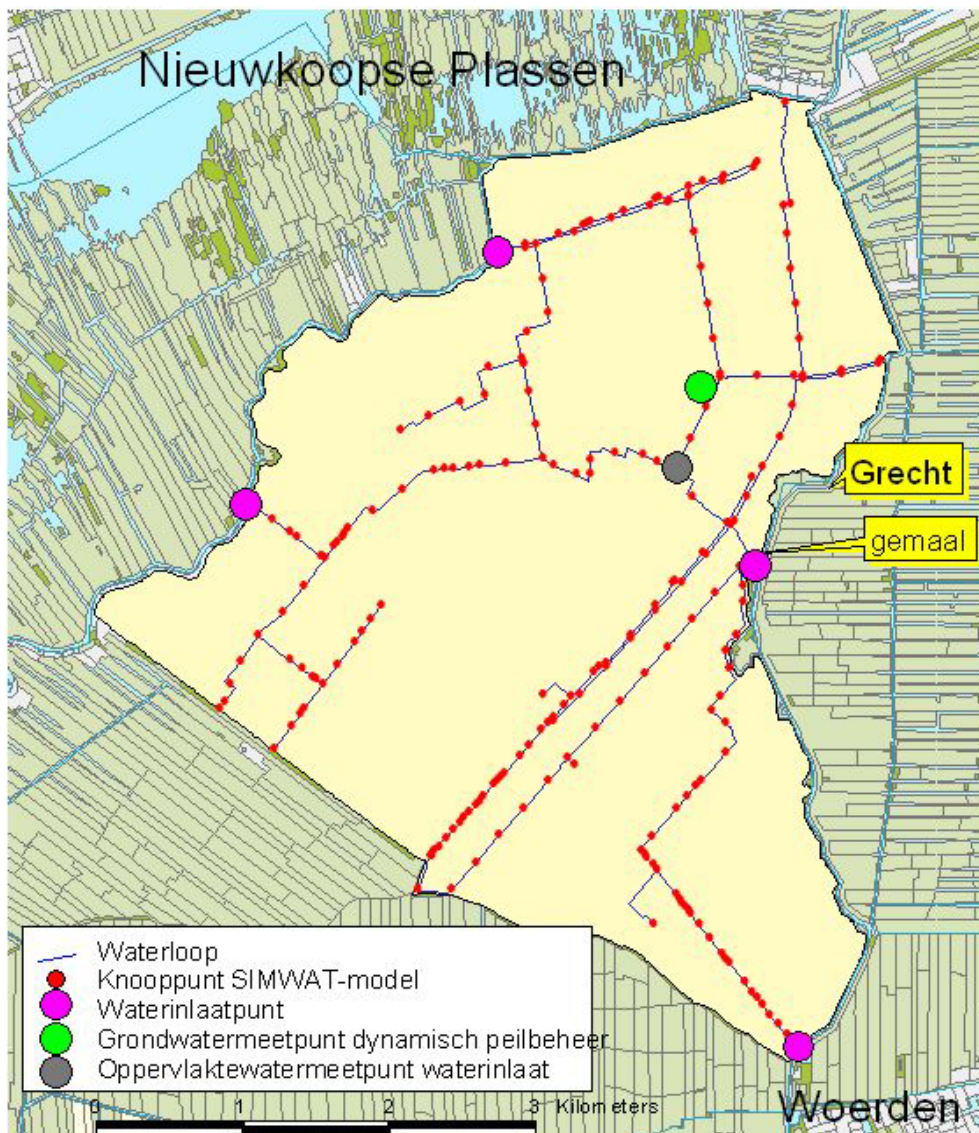 Nieuwkoopse Plassen
Grecht
gemaal
Waterloop
Knooppunt SIMWAT-model
Waterinlaatpunt
Grondwatermeetpunt dynamisch peilbeheer
Oppervlaktewatermeetpunt waterinlaat
0 1 2 3 Kilometers
Woerden